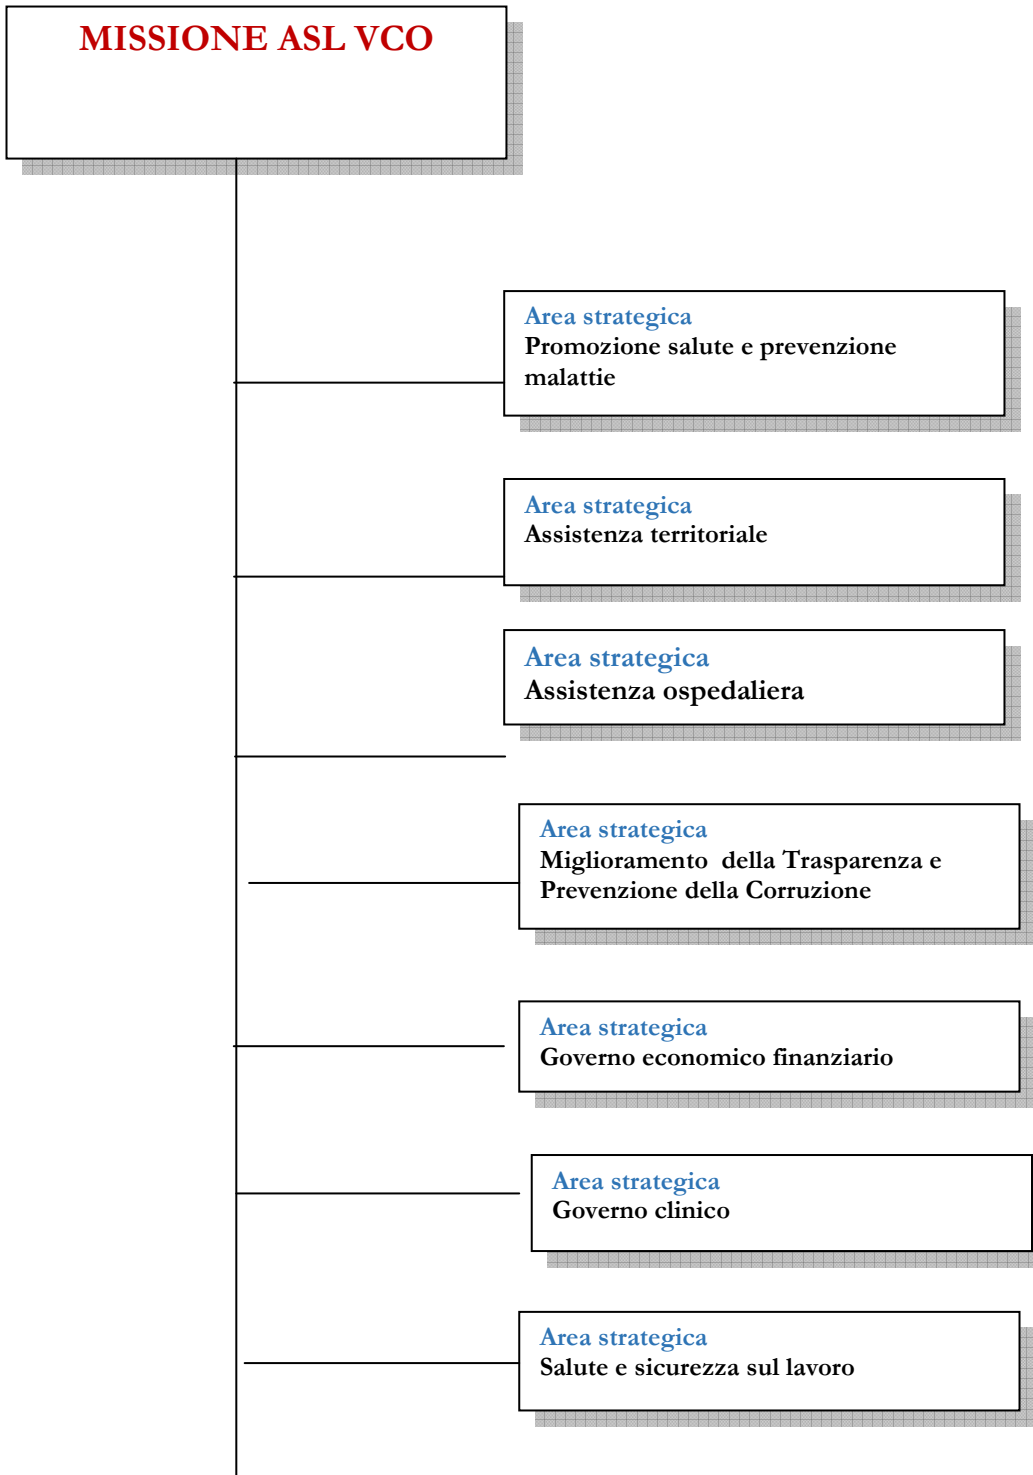 MISSIONE ASL VCO
Area strategica
Promozione salute e prevenzione
malattie
Area strategica
Assistenza territoriale
Area strategica
Assistenza ospedaliera
Area strategica
Miglioramento  della Trasparenza e
Prevenzione della Corruzione
Area strategica
Governo economico finanziario
Area strategica
Governo clinico
Area strategica
Salute e sicurezza sul lavoro